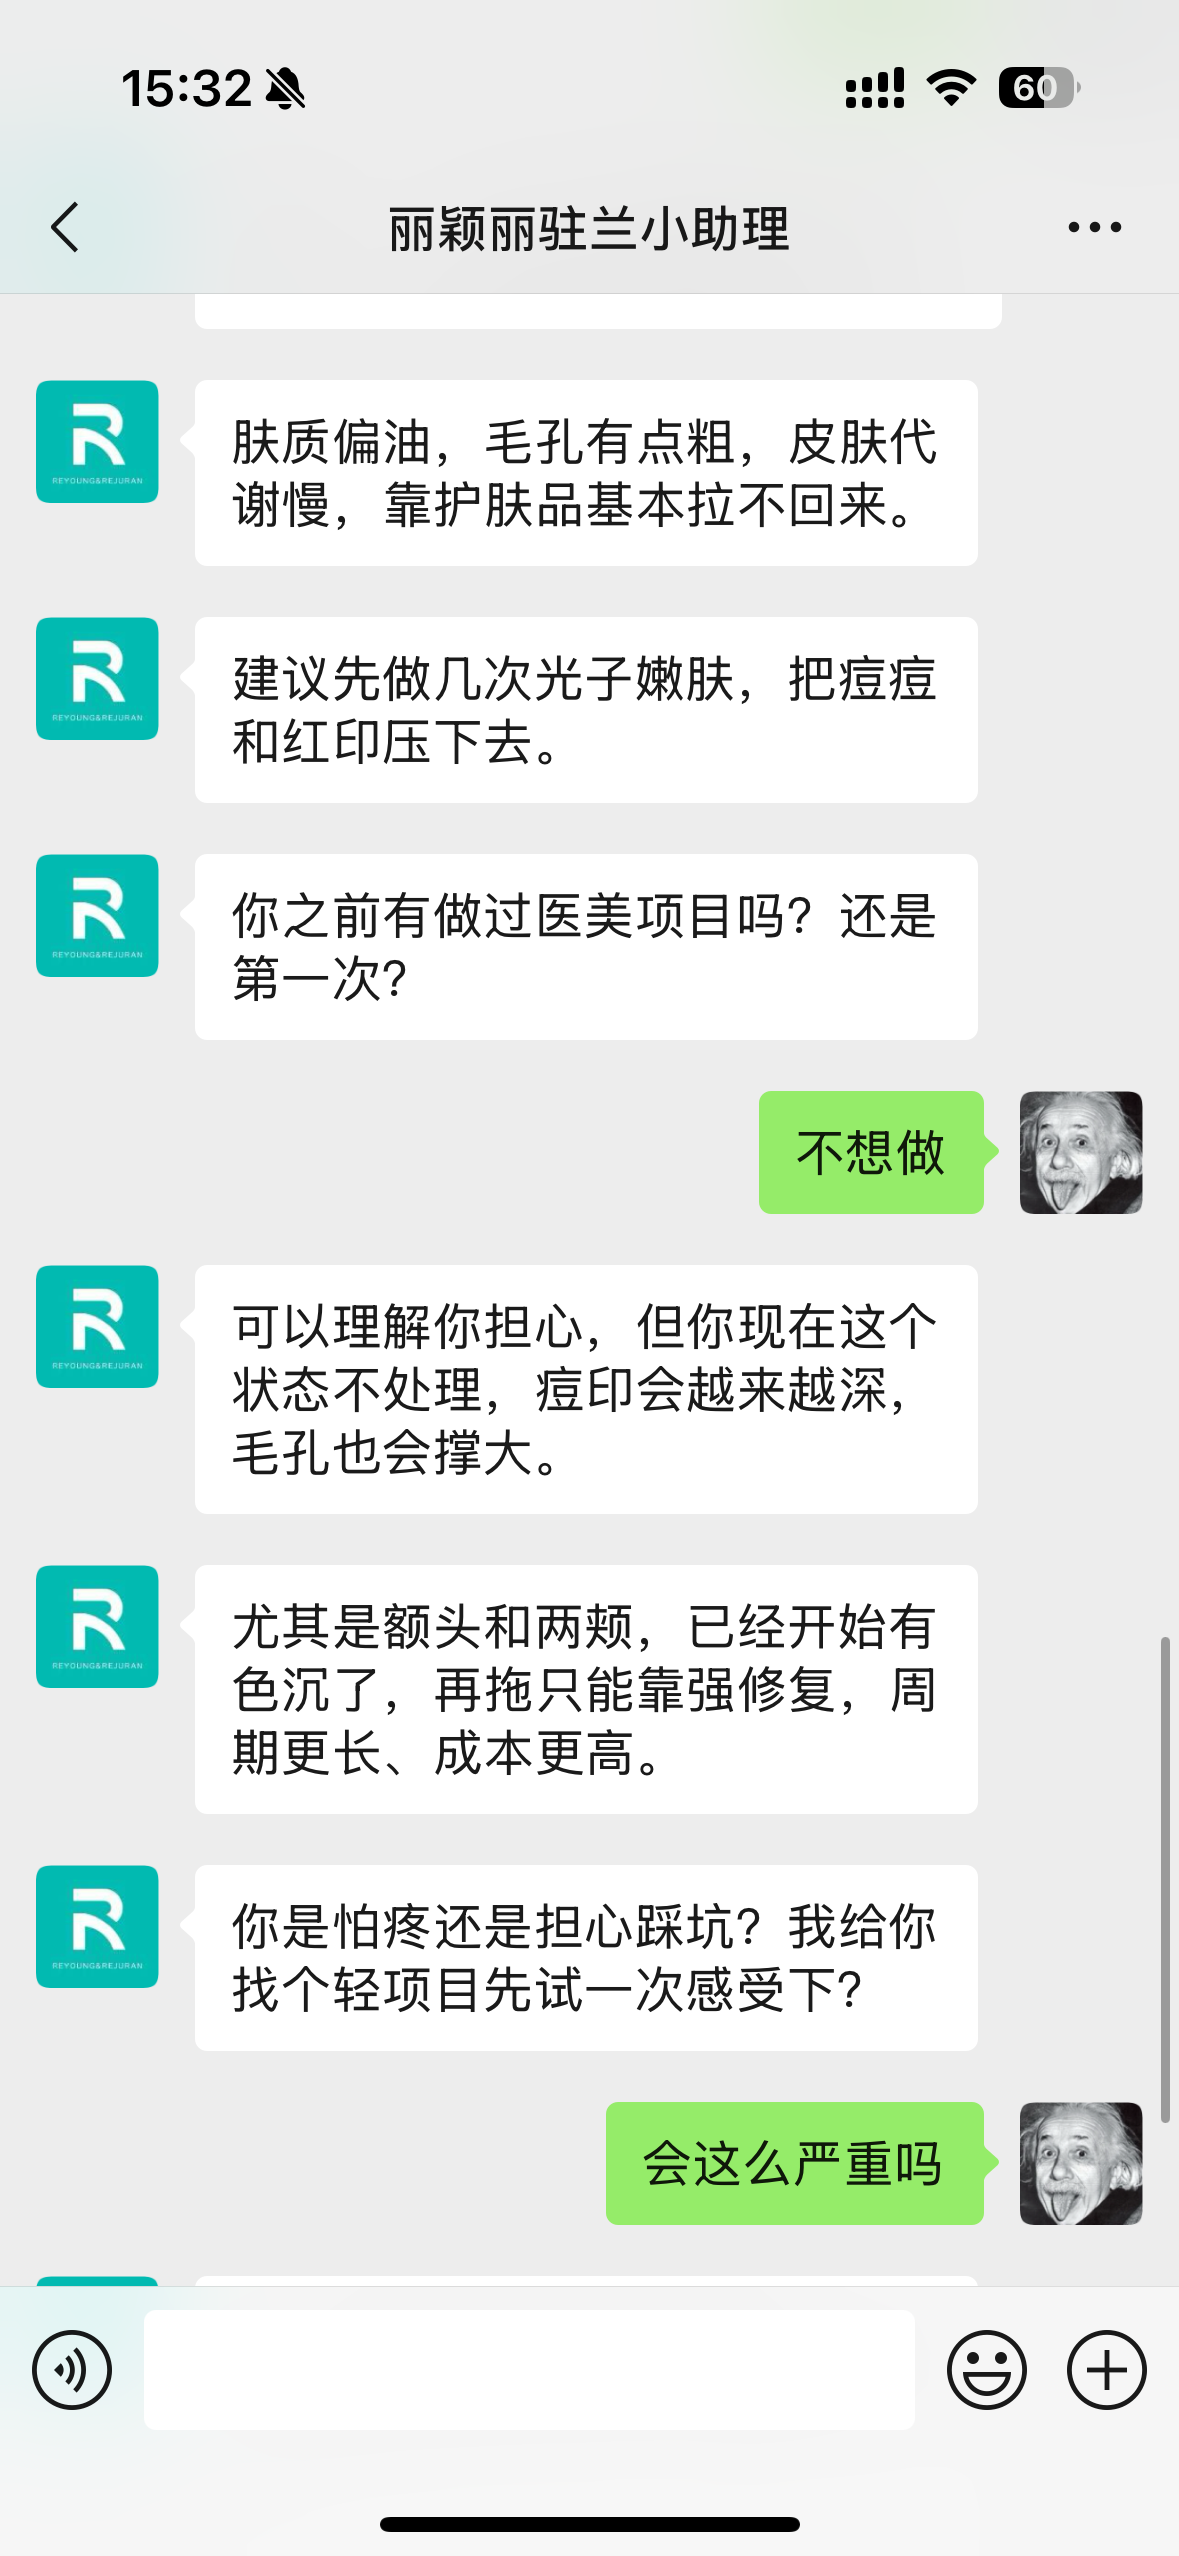 15:32
60
丽颖丽驻兰小助理
REYOUNG&REJURAN
肤质偏油，毛孔有点粗，皮肤代
谢慢，靠护肤品基本拉不回来。
REYOUNG&REJURAN
建议先做几次光子嫩肤，把痘痘
和红印压下去。
REYOUNG&REJURAN
你之前有做过医美项目吗？还是
第一次？
不想做
REYOUNG&REJURAN
可以理解你担心，但你现在这个
状态不处理，痘印会越来越深，
毛孔也会撑大。
REYOUNG&REJURAN
尤其是额头和两颊，已经开始有
色沉了，再拖只能靠强修复，周
期更长、成本更高。
REYOUNG&REJURAN
你是怕疼还是担心踩坑？我给你
找个轻项目先试一次感受下？
会这么严重吗